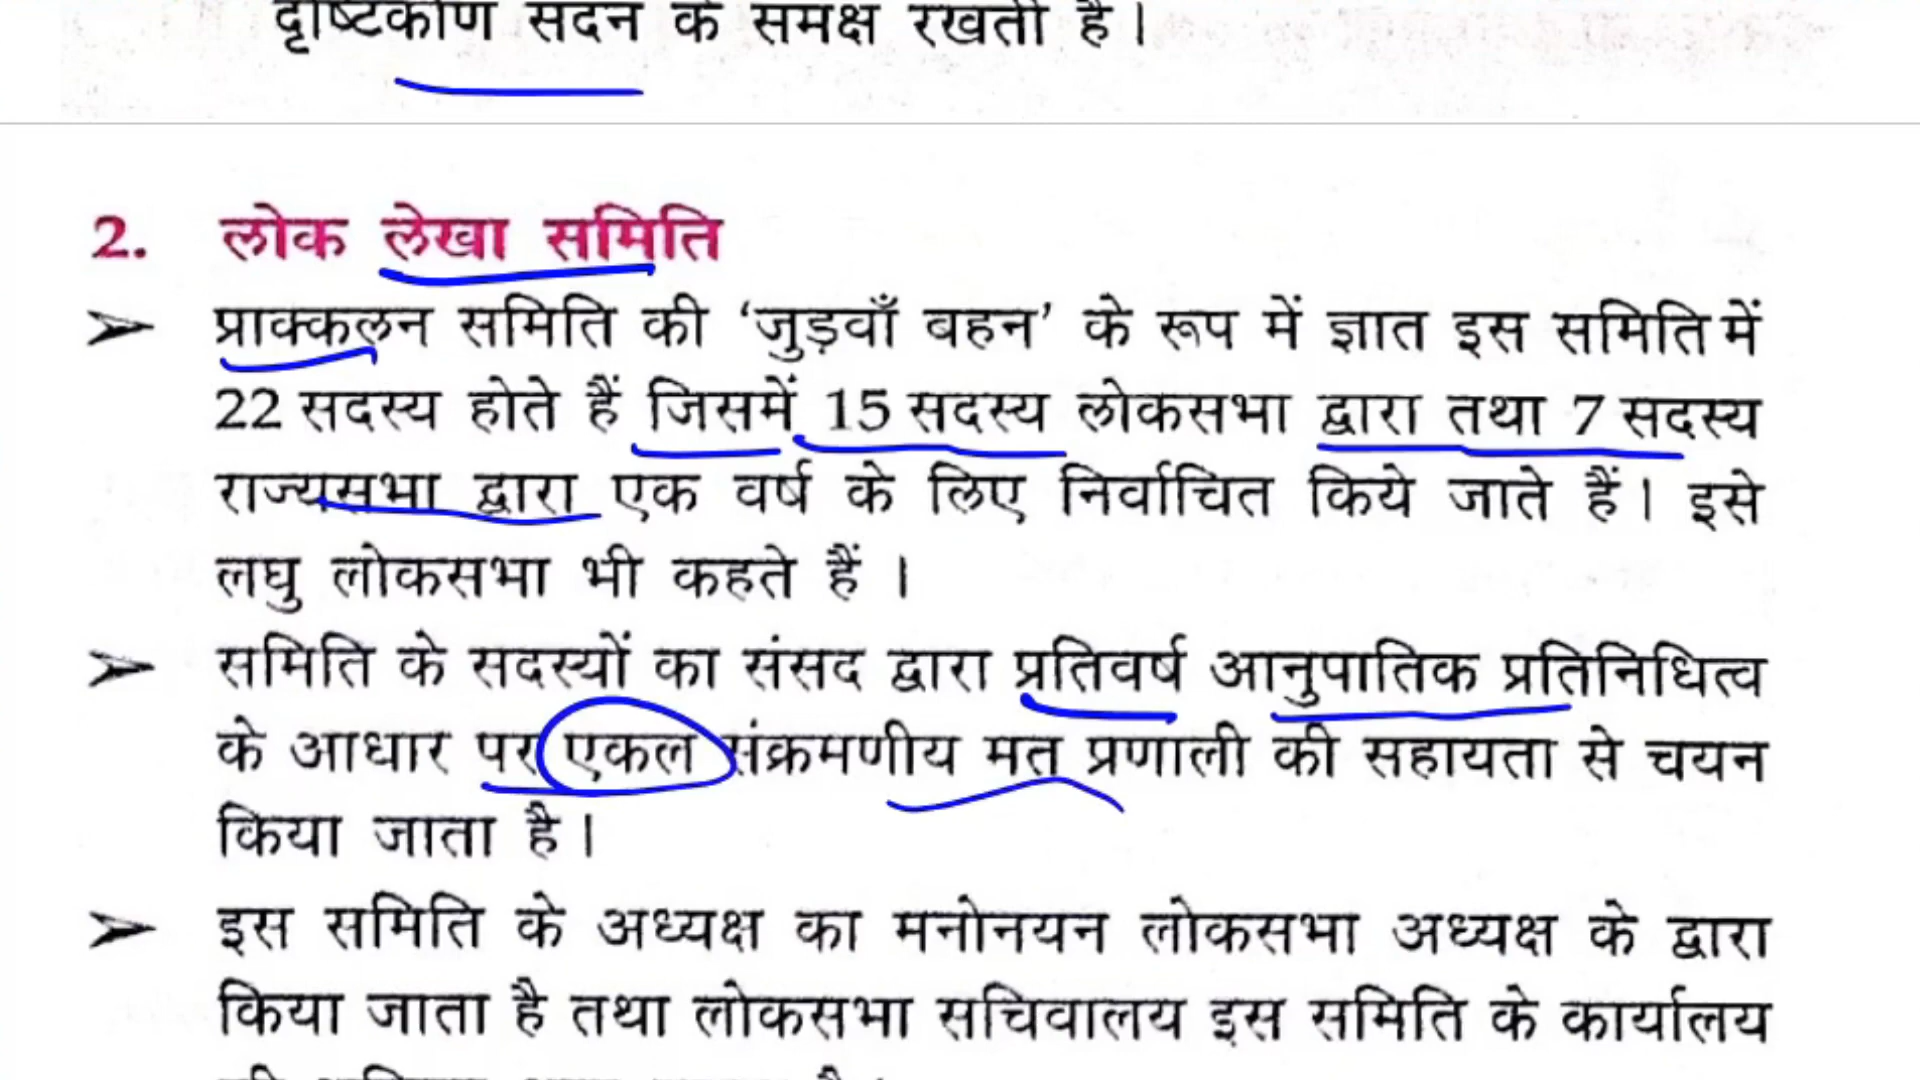 दृष्टिकोण सदन के समक्ष रखती है।
2. लोक लेखा समिति
➢ प्राक्कलन समिति की ‘जुड़वाँ बहन’ के रूप में ज्ञात इस समिति में
22 सदस्य होते हैं जिसमें 15 सदस्य लोकसभा द्वारा तथा 7 सदस्य
राज्यसभा द्वारा एक वर्ष के लिए निर्वाचित किये जाते हैं। इसे
लघु लोकसभा भी कहते हैं ।
➢ समिति के सदस्यों का संसद द्वारा प्रतिवर्ष आनुपातिक प्रतिनिधित्व
के आधार पर एकल संक्रमणीय मत प्रणाली की सहायता से चयन
किया जाता है।
➢ इस समिति के अध्यक्ष का मनोनयन लोकसभा अध्यक्ष के द्वारा
किया जाता है तथा लोकसभा सचिवालय इस समिति के कार्यालय